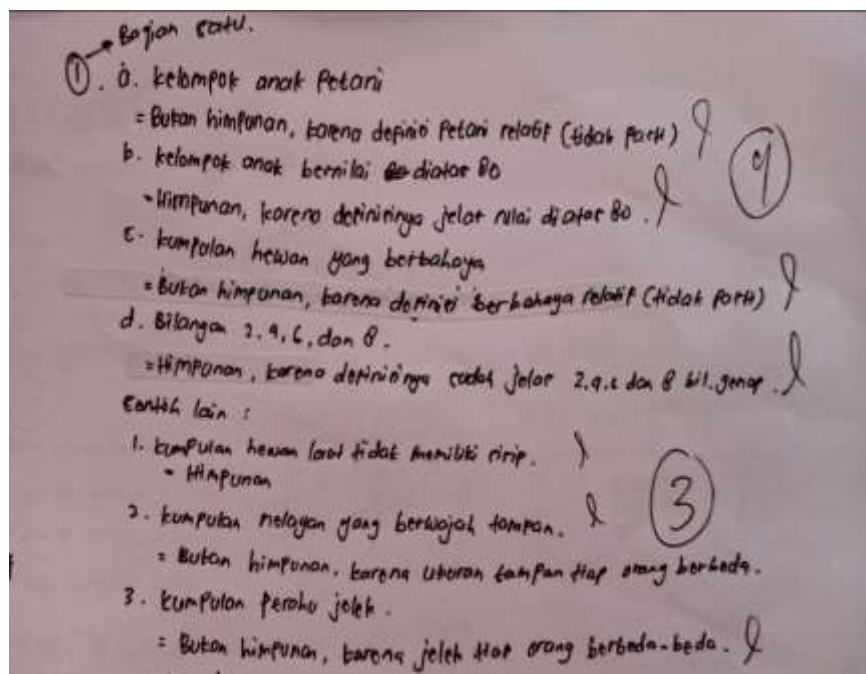 Bagian satu.
1. a. kelompok anak Petani
= Bukan himpunan, karena definisi Petani relatif (tidak Pasti)
b. kelompok anak bernilai diatas 80
= Himpunan, karena definisinya jelas nilai diatas 80.
c. kumpulan hewan yang berbahaya
= Bukan himpunan, karena definisi berbahaya relatif (tidak Pasti)
d. Bilangan 2, 4, 6, dan 8.
= Himpunan, karena definisinya sudah jelas 2, 4, 6 dan 8 bil. genap.
4
Contoh lain :
1. kumpulan hewan laut tidak memiliki sirip.
= Himpunan
2. kumpulan nelayan yang berwajah tampan.
= Bukan himpunan, karena ukuran tampan tiap orang berbeda.
3
3. kumpulan Perahu jelek.
= Bukan himpunan, karena jelek tiap orang berbeda-beda.